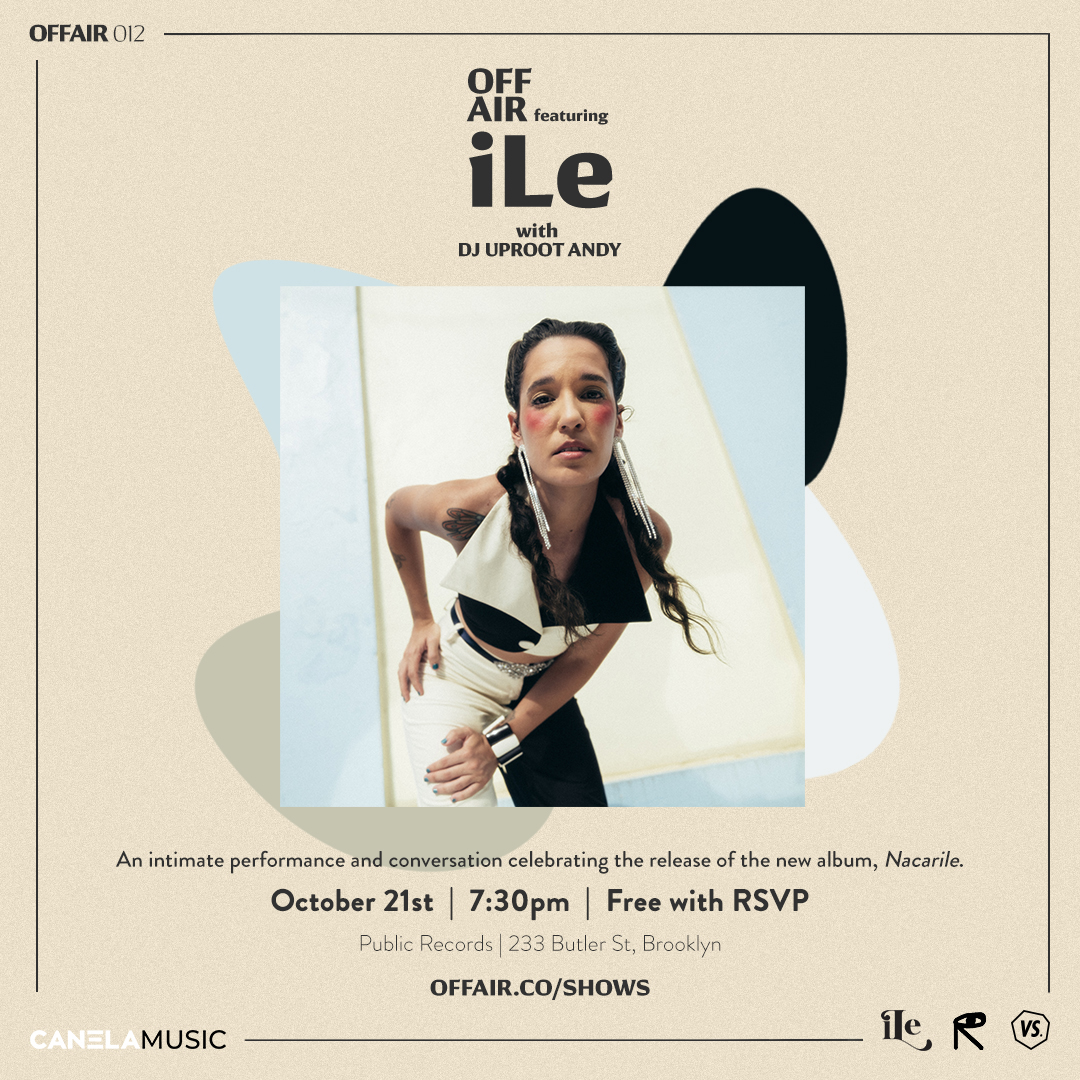 OFFAIR 012
OFF
AIR featuring
iLe
with
DJ UPROOT ANDY
An intimate performance and conversation celebrating the release of the new album, Nacarile.
October 21st | 7:30pm | Free with RSVP
Public Records | 233 Butler St, Brooklyn
OFFAIR.CO/SHOWS
CANELAMUSIC
iLe
R
VS.